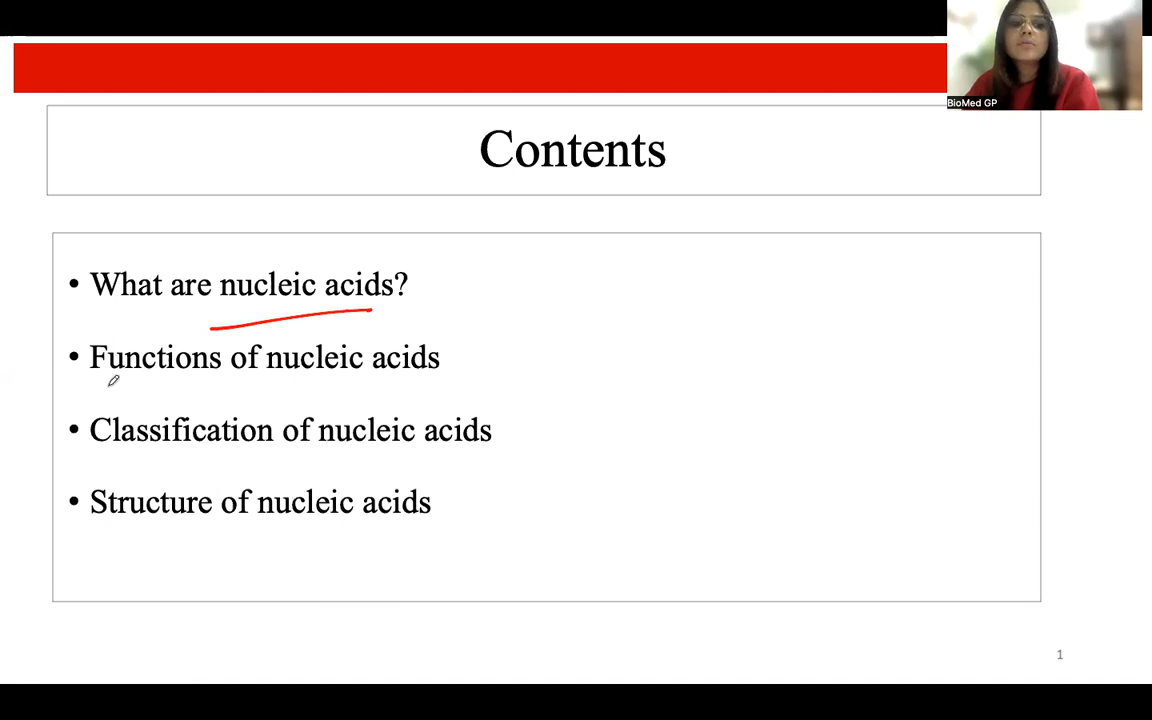 BioMed GP
Contents
• What are nucleic acids?
• Functions of nucleic acids
• Classification of nucleic acids
• Structure of nucleic acids
1